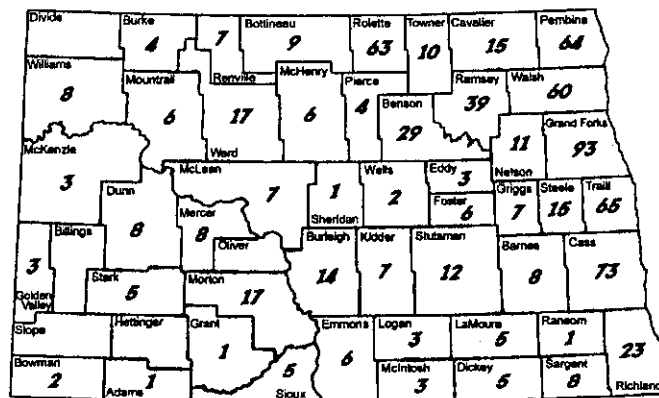 Divide
Burke
4
7
Renville
Bottineau
9
Rolette
63
Towner
10
Cavalier
15
Pembina
64
Williams
8
Mountrail
6
Ward
17
McHenry
6
Pierce
4
Benson
29
Ramsey
39
Walsh
60
McKenzie
3
Dunn
8
McLean
7
Mercer
8
Oliver
Sheridan
1
Wells
2
Eddy
3
Foster
6
Nelson
11
Grand Forks
93
Griggs
7
Steele
Traill
65
Golden Valley
3
Billings
Stark
5
Morton
17
Burleigh
14
Kidder
7
Stutsman
12
Barnes
8
Cass
73
Slope
Hettinger
Grant
1
Sioux
5
Emmons
6
Logan
3
LaMoure
5
Ransom
1
Richland
23
Bowman
2
Adams
1
McIntosh
3
Dickey
5
Sargent
8